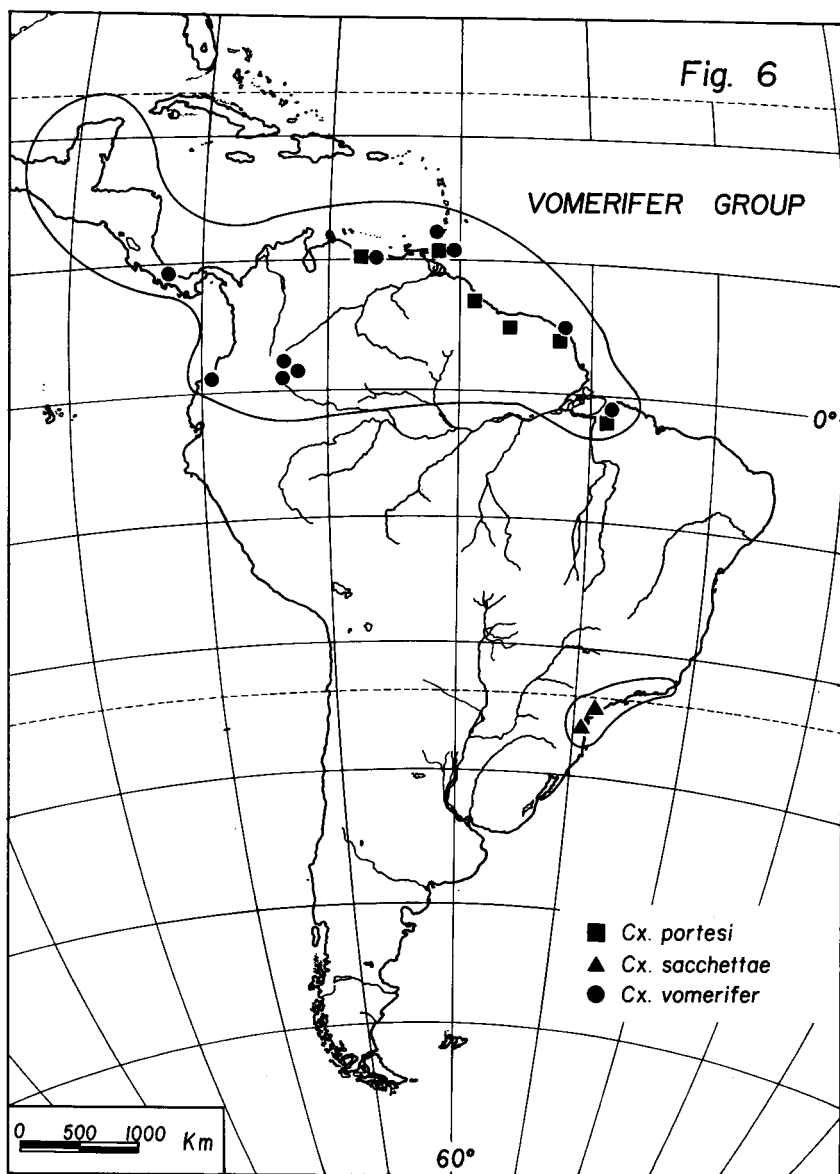 Fig. 6
VOMERIFER GROUP
0°
Cx. portesi
Cx. sacchettae
Cx. vomerifer
0 500 1000 Km
60°